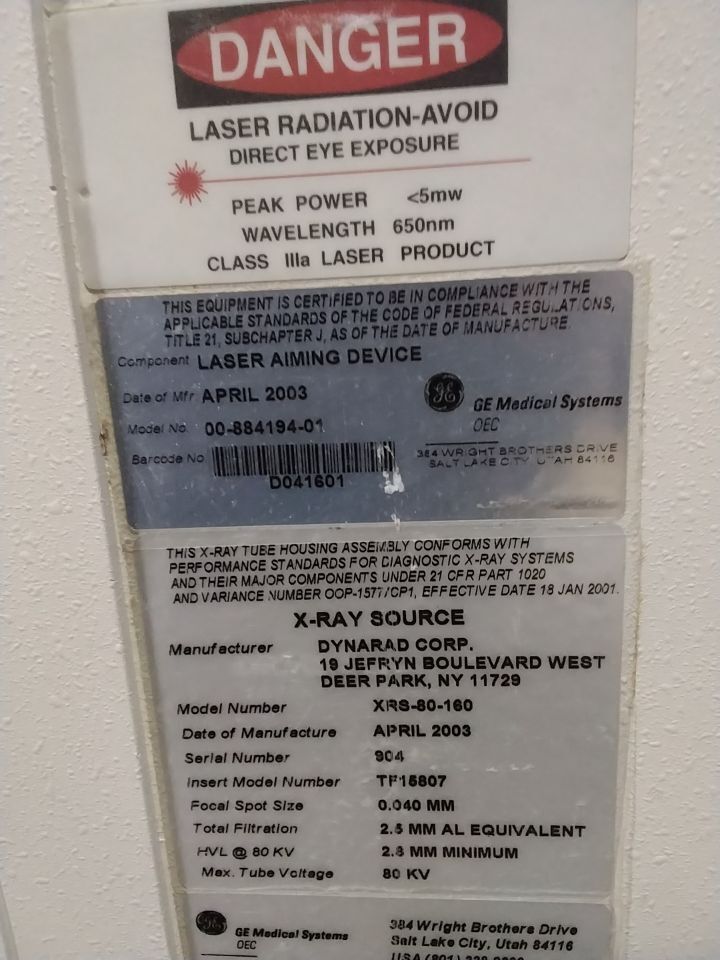 DANGER
LASER RADIATION-AVOID
DIRECT EYE EXPOSURE
PEAK POWER <5mw
WAVELENGTH 650nm
CLASS IIIa LASER PRODUCT
THIS EQUIPMENT IS CERTIFIED TO BE IN COMPLIANCE WITH THE
APPLICABLE STANDARDS OF THE CODE OF FEDERAL REGULATIONS,
TITLE 21, SUBCHAPTER J, AS OF THE DATE OF MANUFACTURE.
Component LASER AIMING DEVICE
Date of Mfr APRIL 2003
GE
GE Medical Systems
OEC
Model No. 00-884194-01
384 WRIGHT BROTHERS DRIVE
SALT LAKE CITY, UTAH 84116
Barcode No.
D041601
THIS X-RAY TUBE HOUSING ASSEMBLY CONFORMS WITH
PERFORMANCE STANDARDS FOR DIAGNOSTIC X-RAY SYSTEMS
AND THEIR MAJOR COMPONENTS UNDER 21 CFR PART 1020
AND VARIANCE NUMBER OOP-1577/CP1, EFFECTIVE DATE 18 JAN 2001.
X-RAY SOURCE
Manufacturer DYNARAD CORP.
19 JEFRYN BOULEVARD WEST
DEER PARK, NY 11729
Model Number XRS-80-160
Date of Manufacture APRIL 2003
Serial Number 904
Insert Model Number TF15807
Focal Spot Size 0.040 MM
Total Filtration 2.5 MM AL EQUIVALENT
HVL @ 80 KV 2.8 MM MINIMUM
Max. Tube Voltage 80 KV
GE
GE Medical Systems
OEC
384 Wright Brothers Drive
Salt Lake City, Utah 84116
USA (801)